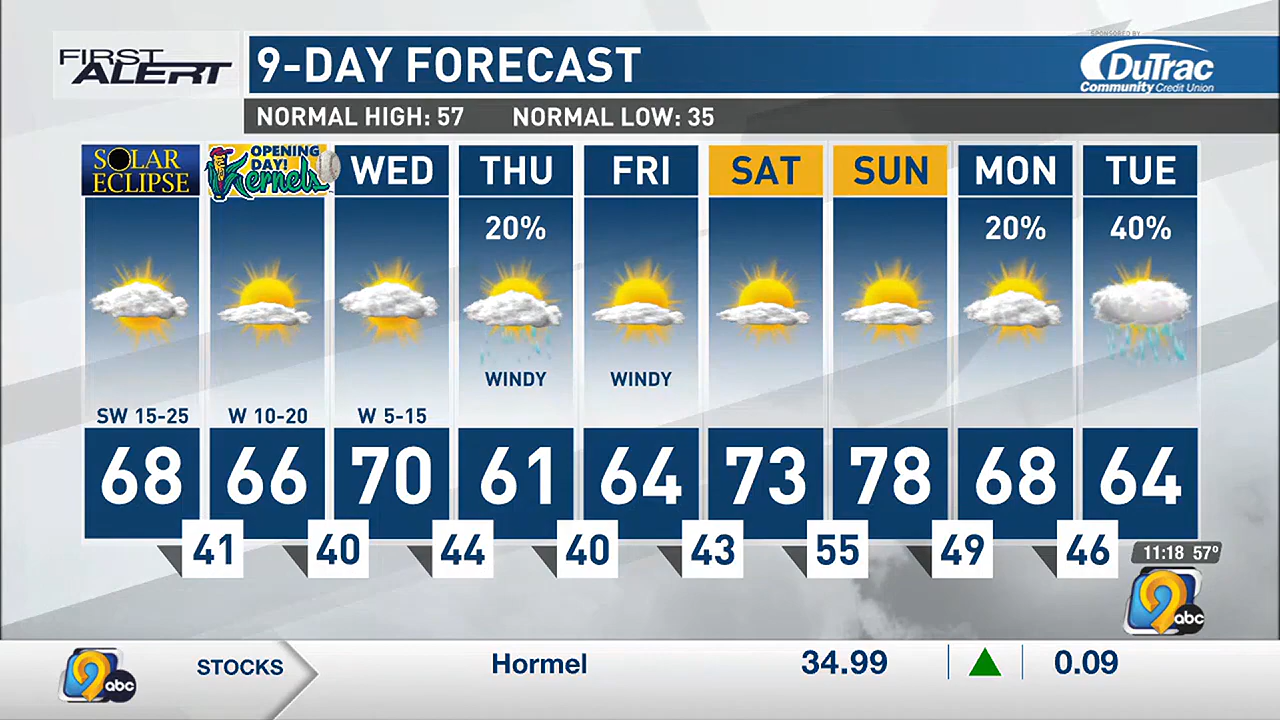 SPONSORED BY
FIRST ALERT
9-DAY FORECAST
DuTrac
Community Credit Union
NORMAL HIGH: 57 NORMAL LOW: 35
SOLAR ECLIPSE
OPENING DAY! Kernels
WED THU FRI SAT SUN MON TUE
20% 20% 40%
WINDY WINDY
SW 15-25 W 10-20 W 5-15
68 66 70 61 64 73 78 68 64
41 40 44 40 43 55 49 46
11:18 57°
9 abc
9 abc STOCKS Hormel 34.99 0.09